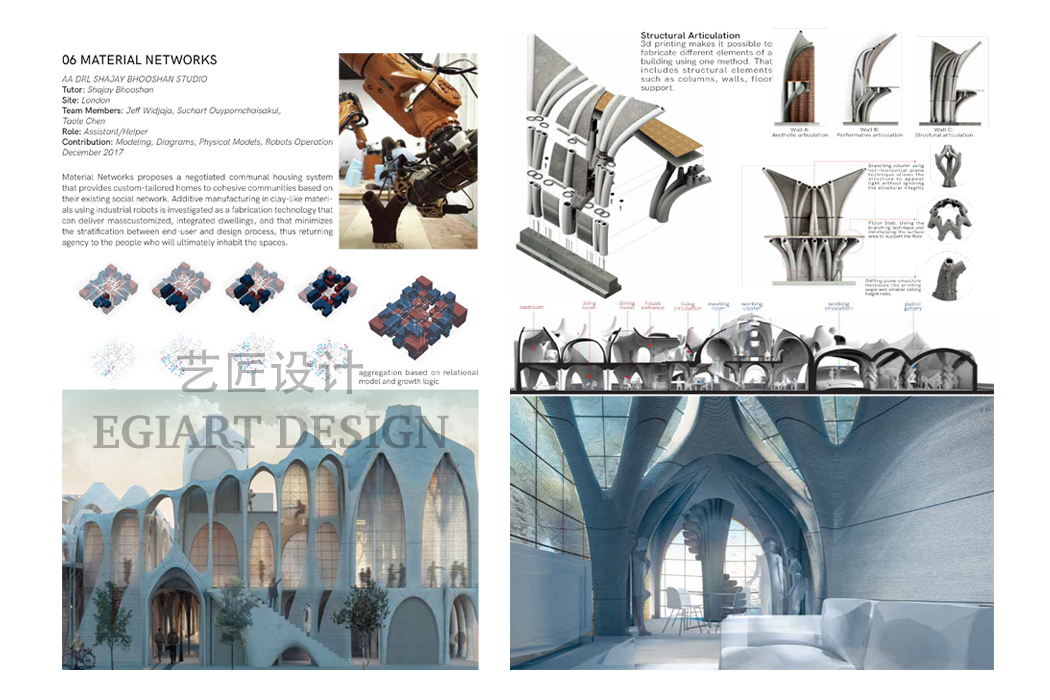 06 MATERIAL NETWORKS
AA DRL SHAJAY BHOOSHAN STUDIO
Tutor: Shajay Bhooshan
Site: London
Team Members: Jeff Widjaja, Suchart Ouypornchaisakul,
Taole Chen
Role: Assistant/Helper
Contribution: Modeling, Diagrams, Physical Models, Robots Operation
December 2017
Material Networks proposes a negotiated communal housing system
that provides custom-tailored homes to cohesive communities based on
their existing social network. Additive manufacturing in clay-like materi-
als using industrial robots is investigated as a fabrication technology that
can deliver masscustomized, integrated dwellings, and that minimizes
the stratification between end-user and design process, thus returning
agency to the people who will ultimately inhabit the spaces.
aggregation based on relational
model and growth logic
艺匠设计
EGIART DESIGN
Structural Articulation
3d printing makes it possible to
fabricate different elements of a
building using one method. That
includes structural elements
such as columns, walls, floor
support.
Wall A:
Aesthetic articulation
Wall B:
Performative articulation
Wall C:
Structural articulation
Branching column using
non-horizontal plane
technique allows the
structure to appear
light without ignoring
the structural integrity
Floor Slab. Using the
branching technique and
minimizing the surface
area to support the floor
Shifting plane structure
increases the printing
angle and smaller ceiling
height ratio.
bedroom
living
room
dining
room
house
entrance
living
circulation
meeting
room
working
cluster
working
circulation
public
gallery